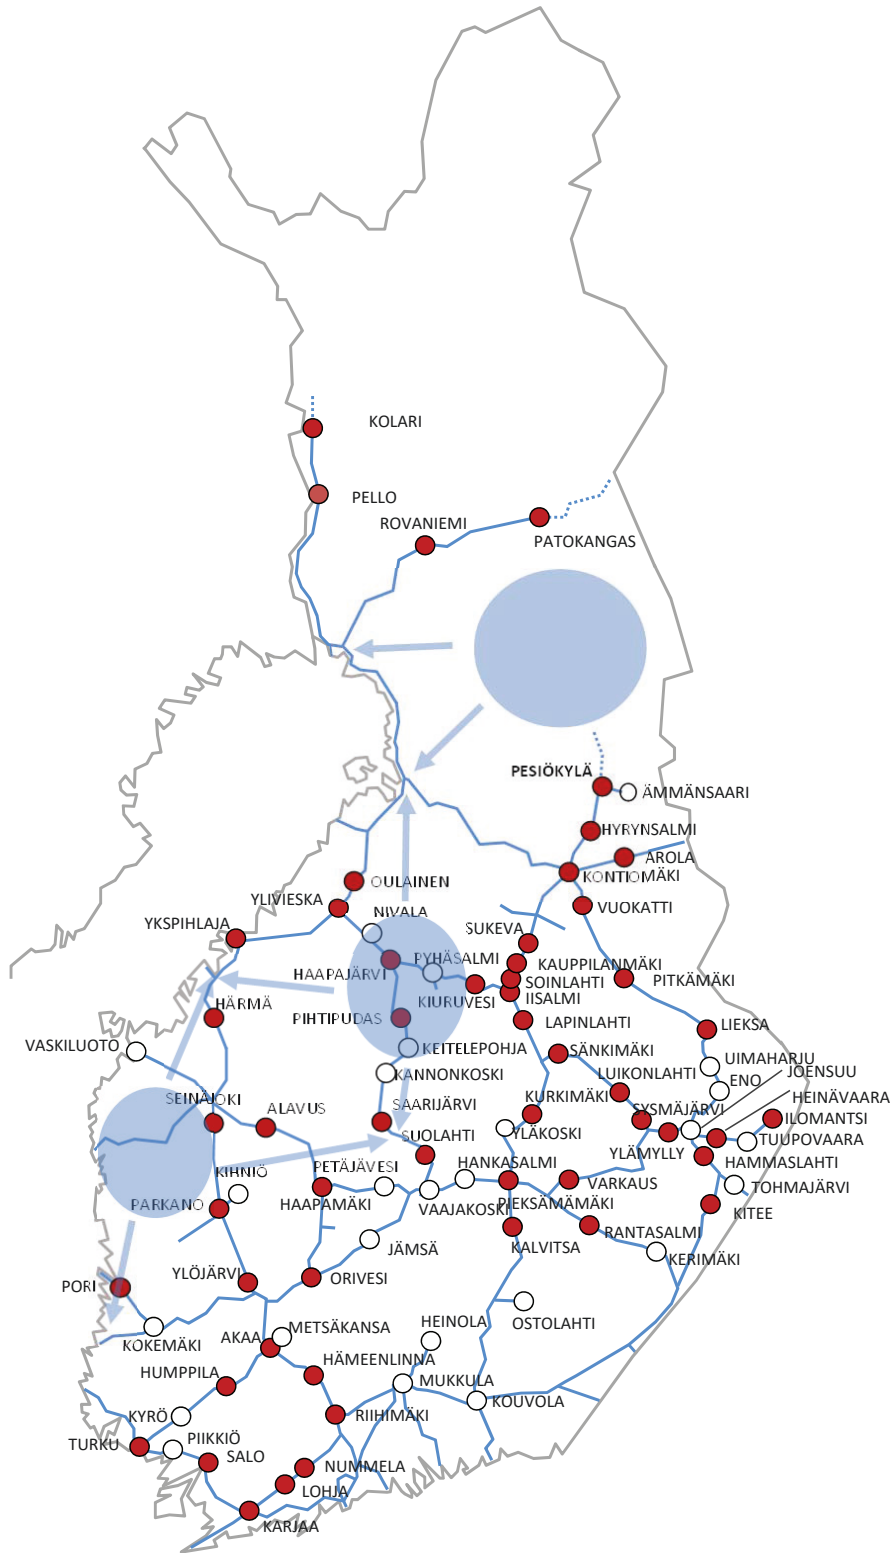 KOLARI
PELLO
ROVANIEMI
PATOKANGAS
PESIÖKYLÄ
ÄMMÄNSAARI
HYRYNSALMI
AROLA
KONTIOMÄKI
OULAINEN
YLIVIESKA
VUOKATTI
NIVALA
YKSPIHLAJA
SUKEVA
PYHÄSALMI
KAUPPILANMÄKI
HAAPAJÄRVI
SOINLAHTI
PITKÄMÄKI
KIURUVESI
IISALMI
HÄRMÄ
PIHTIPUDAS
LAPINLAHTI
LIEKSA
VASKILUOTO
KEITELEPOHJA
SÄNKIMÄKI
UIMAHARJU
KANNONKOSKI
LUIKONLAHTI
JOENSUU
ENO
HEINÄVAARA
SEINÄJOKI
ALAVUS
SAARIJÄRVI
KURKIMÄKI
SYSMÄJÄRVI
ILOMANTSI
SUOLAHTI
YLÄKOSKI
TUUPOVAARA
YLÄMYLLY
HAMMASLAHTI
KIHNIÖ
PETÄJÄVESI
HANKASALMI
VARKAUS
TOHMAJÄRVI
PARKANO
HAAPAMÄKI
VAAJAKOSKI
PIEKSÄMÄMÄKI
KITEE
RANTASALMI
JÄMSÄ
KALVITSA
KERIMÄKI
PORI
YLÖJÄRVI
ORIVESI
KOKEMÄKI
METSÄKANSA
HEINOLA
OSTOLAHTI
AKAA
HUMPPILA
HÄMEENLINNA
MUKKULA
KYRÖ
RIIHIMÄKI
KOUVOLA
TURKU
PIIKKIÖ
SALO
NUMMELA
LOHJA
KARJAA